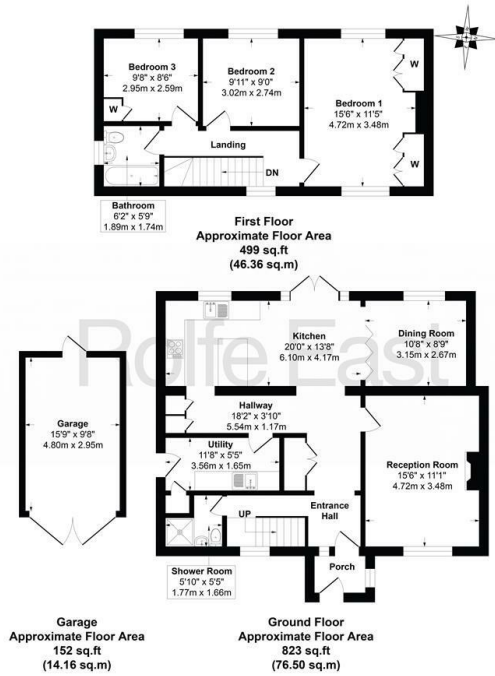 Bedroom 3
9'8" x 8'6"
2.95m x 2.59m
W
Bedroom 2
9'11" x 9'0"
3.02m x 2.74m
Bedroom 1
15'6" x 11'5"
4.72m x 3.48m
W
W
Landing
DN
Bathroom
6'2" x 5'9"
1.89m x 1.74m
First Floor
Approximate Floor Area
499 sq.ft
(46.36 sq.m)
Rolfe East
Kitchen
20'0" x 13'8"
6.10m x 4.17m
Dining Room
10'8" x 8'9"
3.15m x 2.67m
Hallway
18'2" x 3'10"
5.54m x 1.17m
Garage
15'9" x 9'8"
4.80m x 2.95m
Utility
11'8" x 5'5"
3.56m x 1.65m
Reception Room
15'6" x 11'1"
4.72m x 3.48m
UP
Entrance
Hall
Porch
Shower Room
5'10" x 5'5"
1.77m x 1.66m
Garage
Approximate Floor Area
152 sq.ft
(14.16 sq.m)
Ground Floor
Approximate Floor Area
823 sq.ft
(76.50 sq.m)